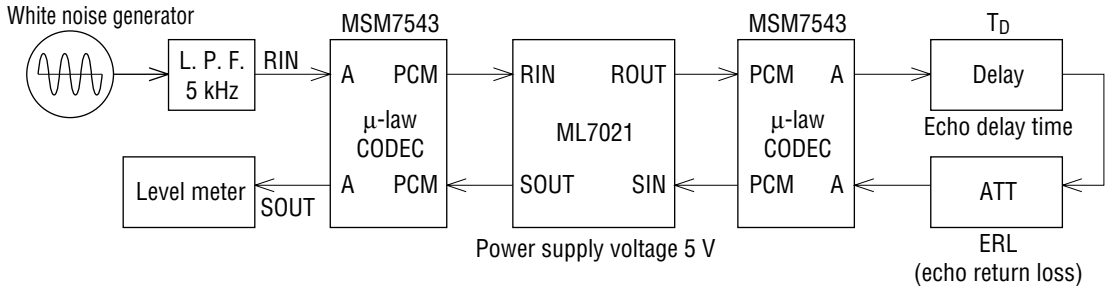 White noise generator
L. P. F.
5 kHz
RIN
MSM7543
A PCM
μ-law
CODEC
A PCM
RIN ROUT
ML7021
SOUT SIN
Power supply voltage 5 V
MSM7543
PCM A
μ-law
CODEC
PCM A
TD
Delay
Echo delay time
ATT
ERL
(echo return loss)
Level meter
SOUT